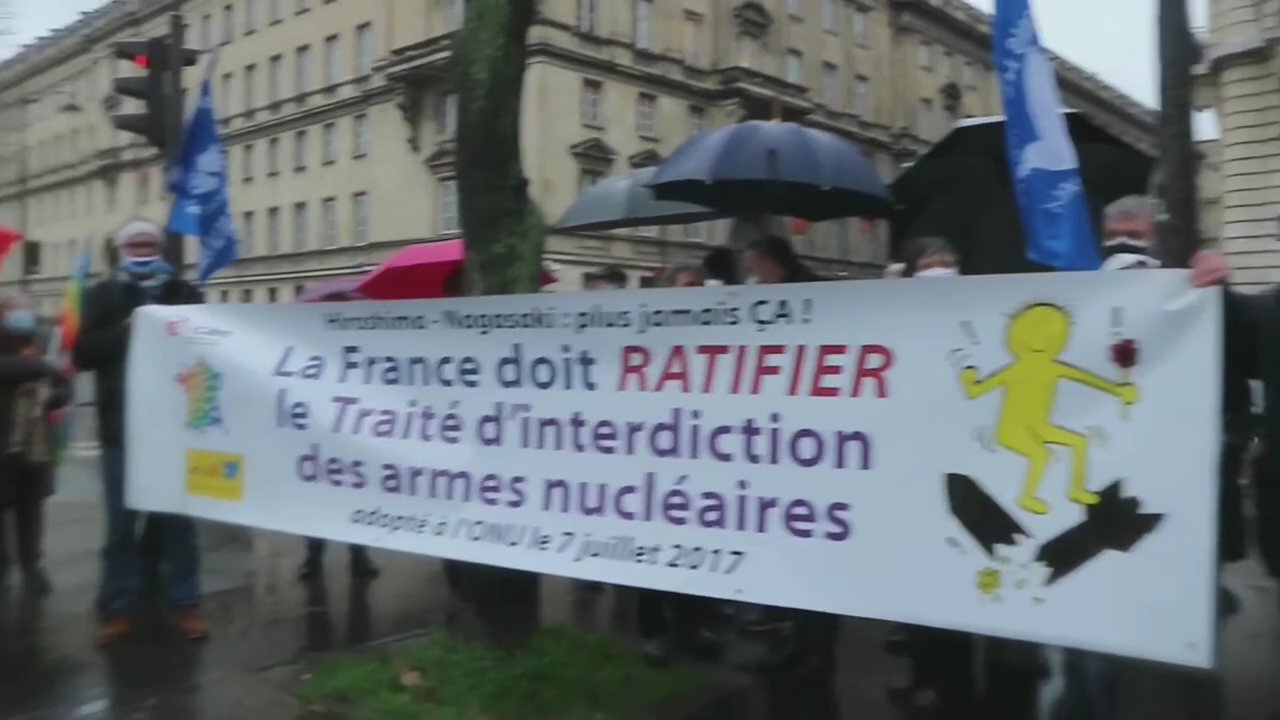 Hiroshima - Nagasaki : plus jamais ÇA !
La France doit RATIFIER
le Traité d'interdiction
des armes nucléaires
adopté à l'ONU le 7 juillet 2017